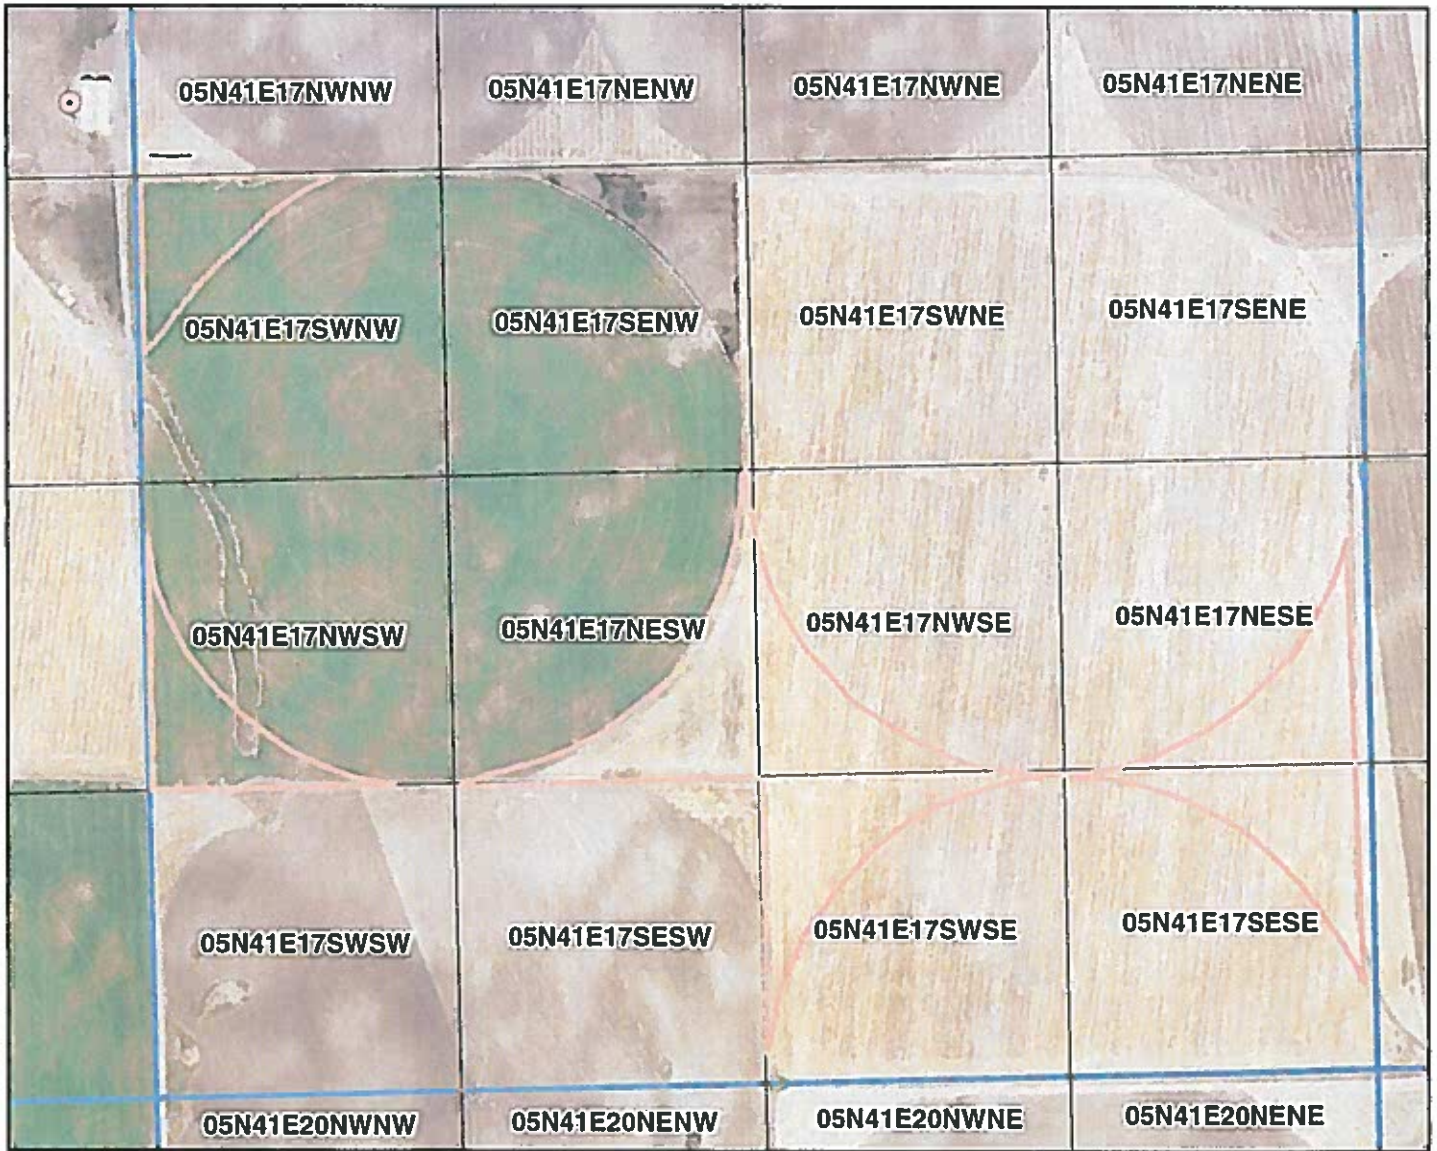 05N41E17NWNW 05N41E17NENW 05N41E17NWNE 05N41E17NENE
05N41E17SWNW 05N41E17SENW 05N41E17SWNE 05N41E17SENE
05N41E17NWSW 05N41E17NESW 05N41E17NWSE 05N41E17NESE
05N41E17SWSW 05N41E17SESW 05N41E17SWSE 05N41E17SESE
05N41E20NWNW 05N41E20NENW 05N41E20NWNE 05N41E20NENE